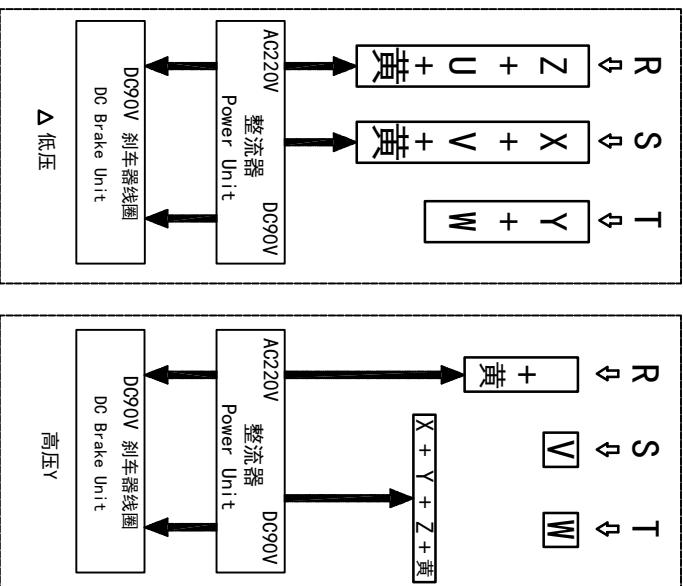 R S T
Z + U + 黄
X + V + 黄
Y + W
AC220V DC90V
整流器
Power Unit
DC90V 刹车器线圈
DC Brake Unit
Δ 低压
R S T
+ 黄
V
W
X + Y + Z + 黄
AC220V DC90V
整流器
Power Unit
DC90V 刹车器线圈
DC Brake Unit
高压Y